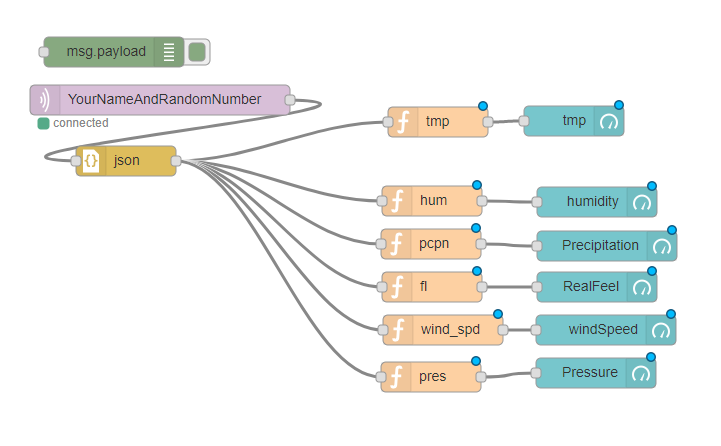 msg.payload
YourNameAndRandomNumber
connected
json
tmp
tmp
hum
humidity
pcpn
Precipitation
fl
RealFeel
wind_spd
windSpeed
pres
Pressure